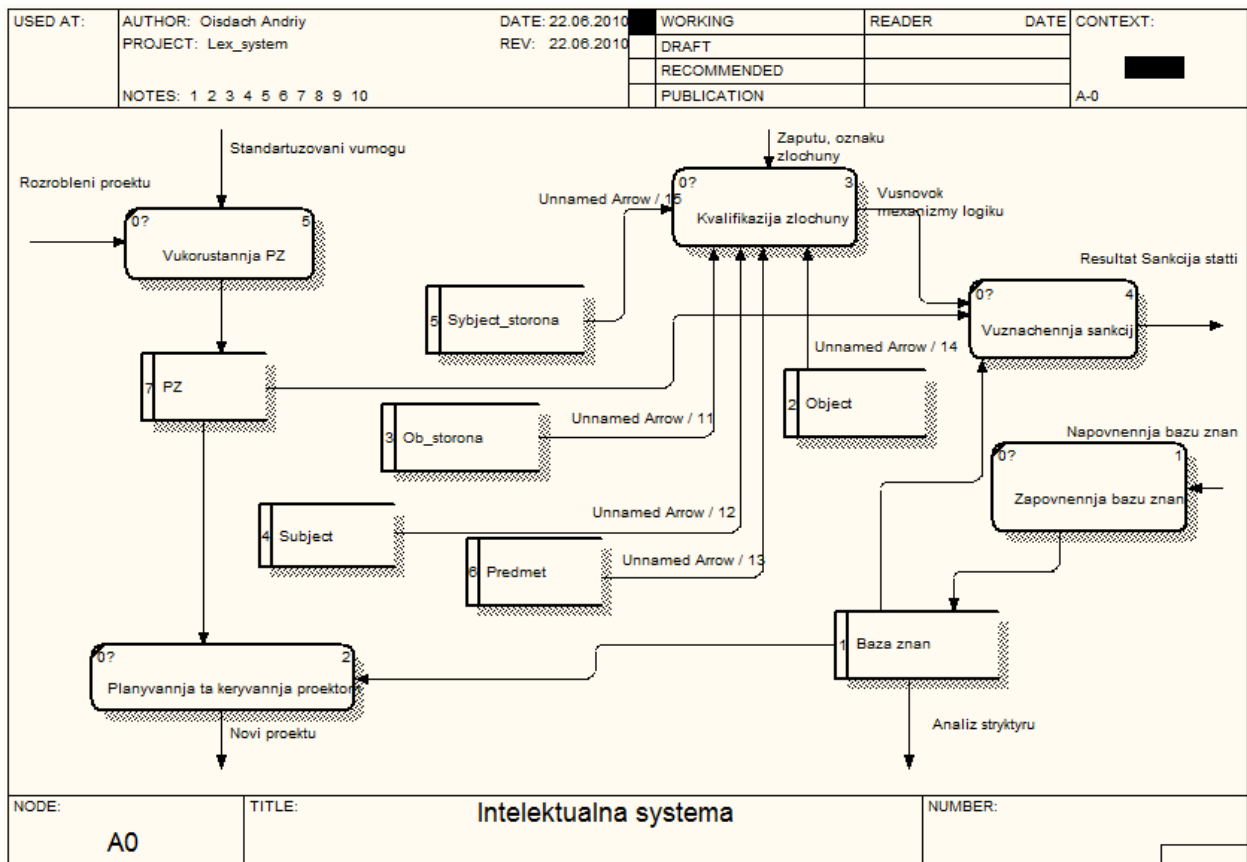 USED AT:
AUTHOR: Oisdach Andriy
DATE: 22.06.2010
WORKING
READER
DATE
CONTEXT:
PROJECT: Lex_system
REV: 22.06.2010
DRAFT
RECOMMENDED
NOTES: 1 2 3 4 5 6 7 8 9 10
PUBLICATION
A-0
Standartuzovani vumogu
Zaputu, oznaku
zlochuny
Rozrobleni proektu
0?
5
Vukorustannja PZ
Unnamed Arrow / 15
0?
3
Kvalifikazija zlochuny
Vusnovok
mexanizmy logiku
Resultat Sankcija statti
5
Sybject_storona
0?
4
Vuznachennja sankcij
Unnamed Arrow / 14
7
PZ
2
Object
Unnamed Arrow / 11
3
Ob_storona
Napovnennja bazu znan
0?
1
Zapovnennja bazu znan
Unnamed Arrow / 12
4
Subject
Unnamed Arrow / 13
6
Predmet
1
Baza znan
0?
2
Planyvannja ta keryvannja proektom
Novi proektu
Analiz stryktyru
NODE:
A0
TITLE:
Intelektualna systema
NUMBER: